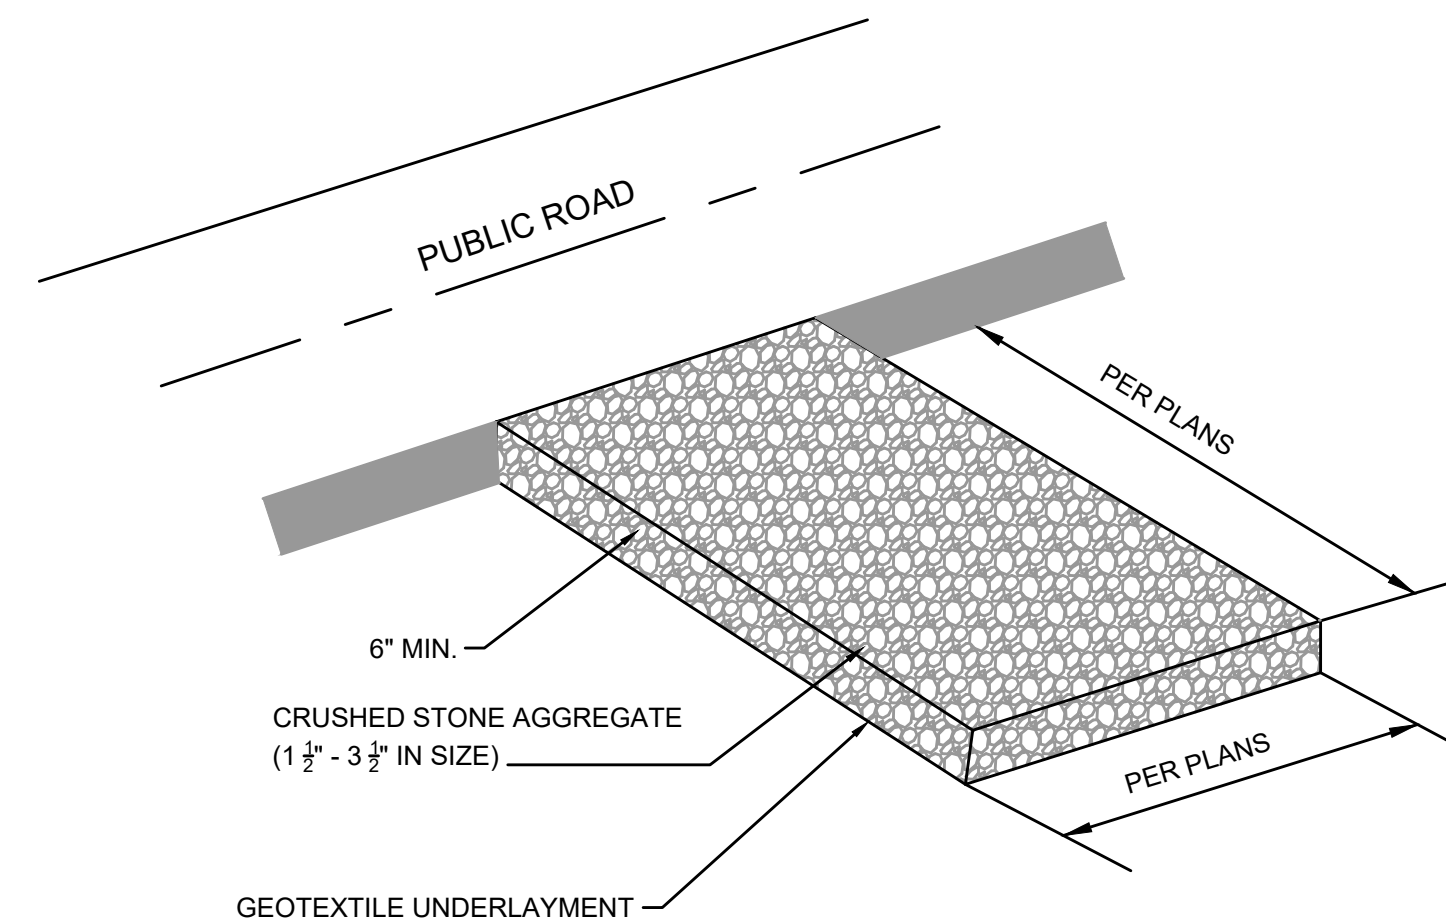 PUBLIC ROAD
PER PLANS
6" MIN.
CRUSHED STONE AGGREGATE
(1 1/2" - 3 1/2" IN SIZE)
PER PLANS
GEOTEXTILE UNDERLAYMENT